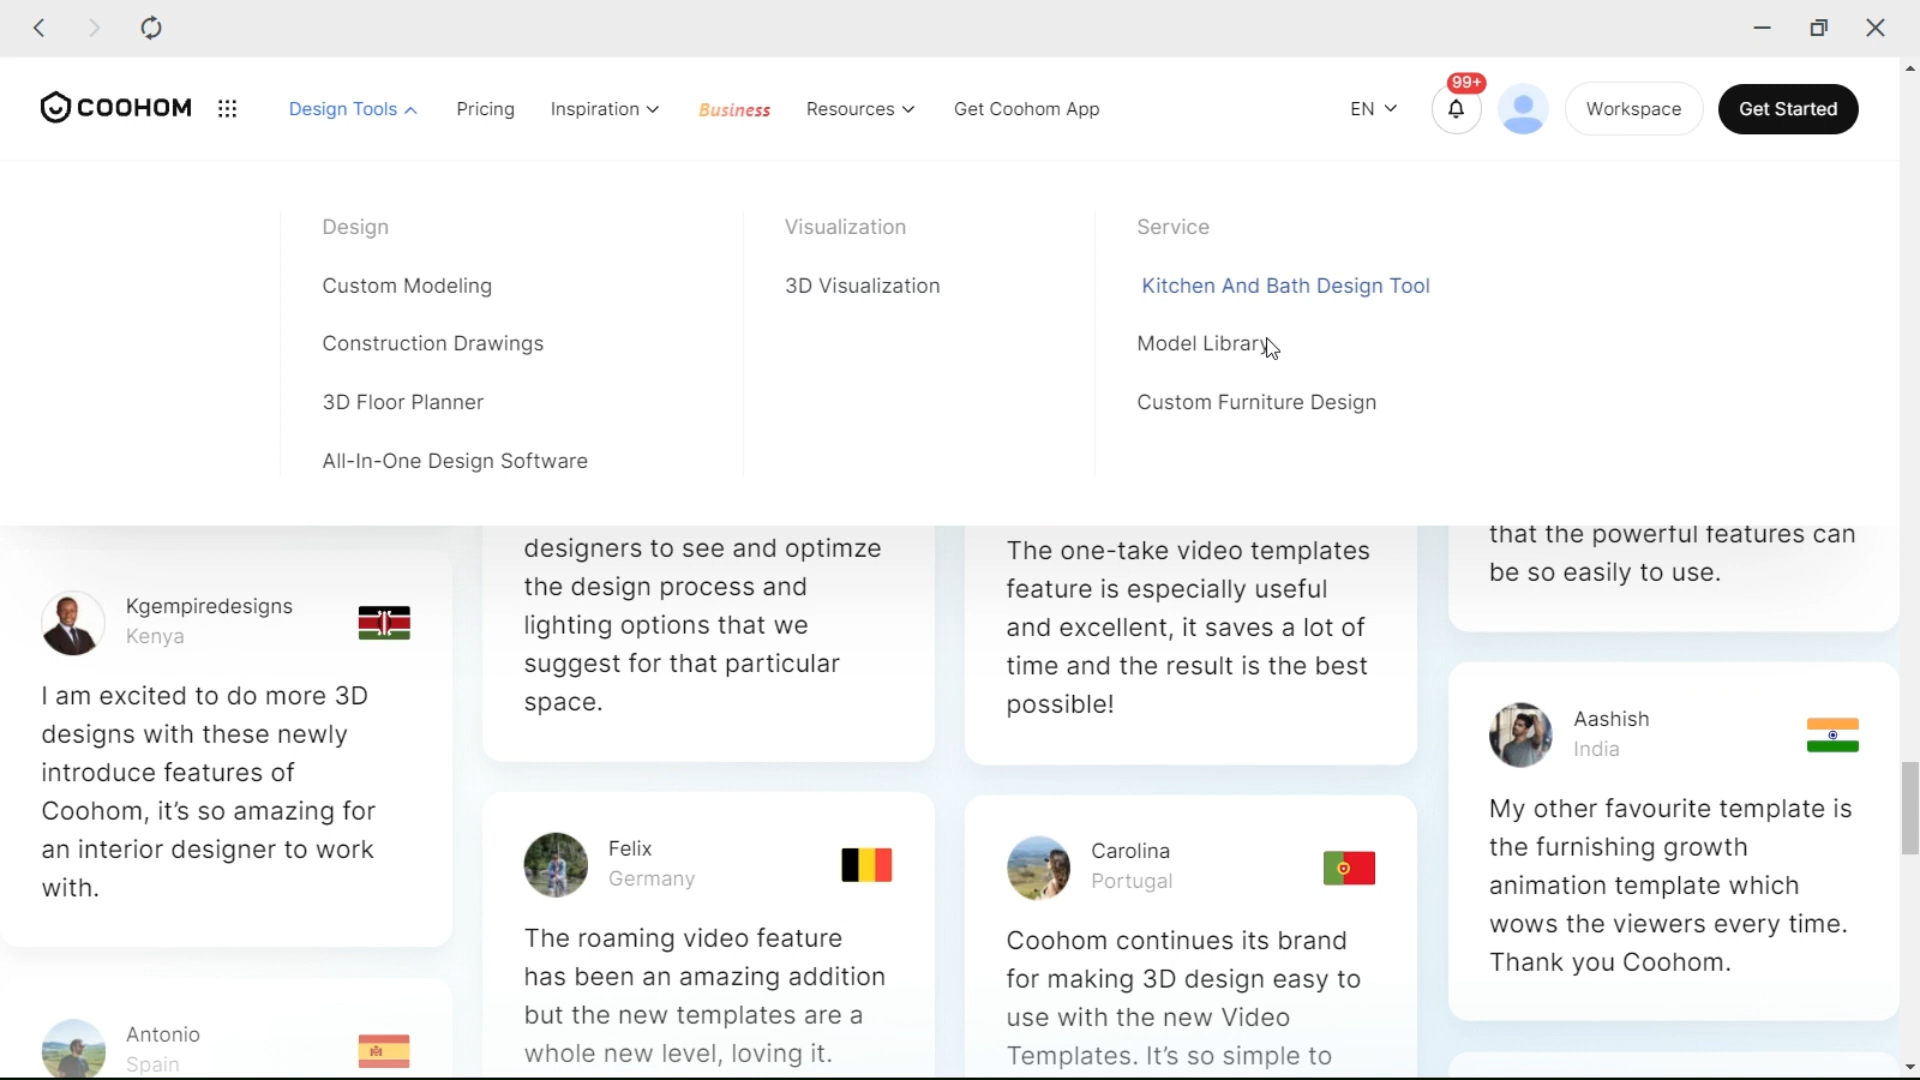 COOHOM
Design Tools
Pricing
Inspiration
Business
Resources
Get Coohom App
EN
99+
Workspace
Get Started
Design
Custom Modeling
Construction Drawings
3D Floor Planner
All-In-One Design Software
Visualization
3D Visualization
Service
Kitchen And Bath Design Tool
Model Library
Custom Furniture Design
Kgempiredesigns
Kenya
I am excited to do more 3D
designs with these newly
introduce features of
Coohom, it's so amazing for
an interior designer to work
with.
Antonio
Spain
designers to see and optimze
the design process and
lighting options that we
suggest for that particular
space.
Felix
Germany
The roaming video feature
has been an amazing addition
but the new templates are a
whole new level, loving it.
The one-take video templates
feature is especially useful
and excellent, it saves a lot of
time and the result is the best
possible!
Carolina
Portugal
Coohom continues its brand
for making 3D design easy to
use with the new Video
Templates. It's so simple to
that the powerful features can
be so easily to use.
Aashish
India
My other favourite template is
the furnishing growth
animation template which
wows the viewers every time.
Thank you Coohom.